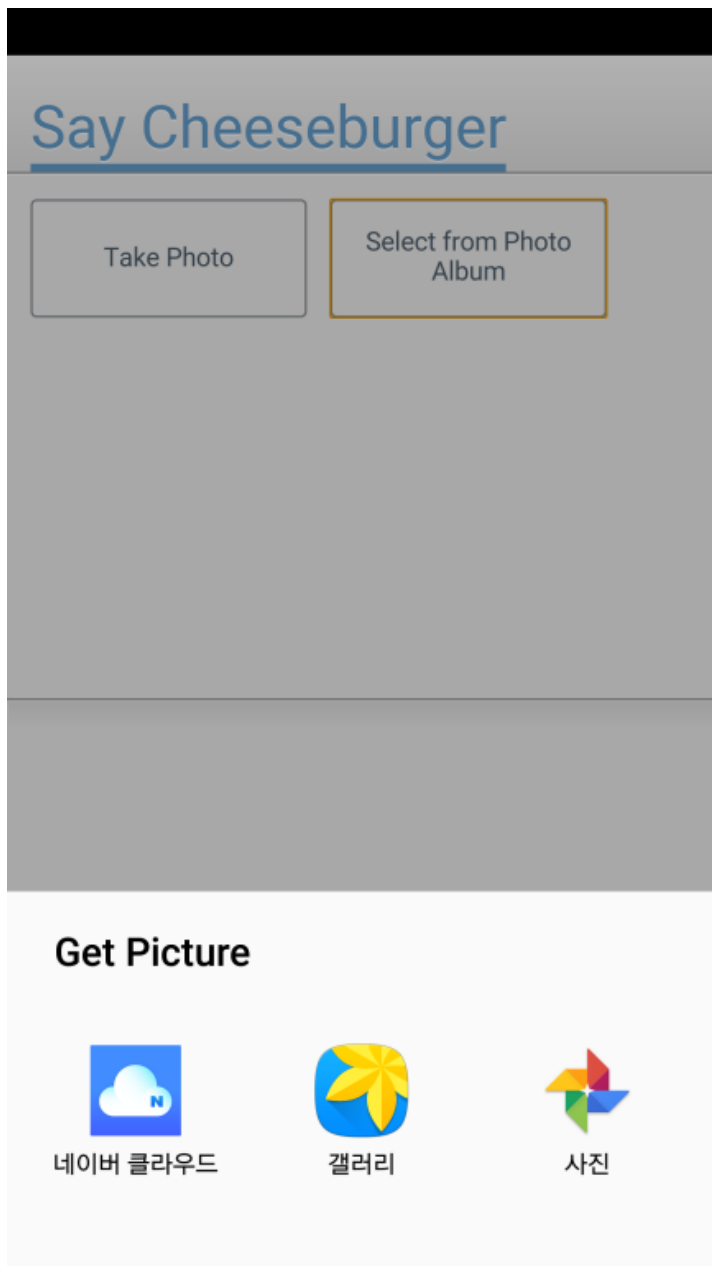 Say Cheeseburger
Take Photo
Select from Photo
Album
Get Picture
N
네이버 클라우드
갤러리
사진